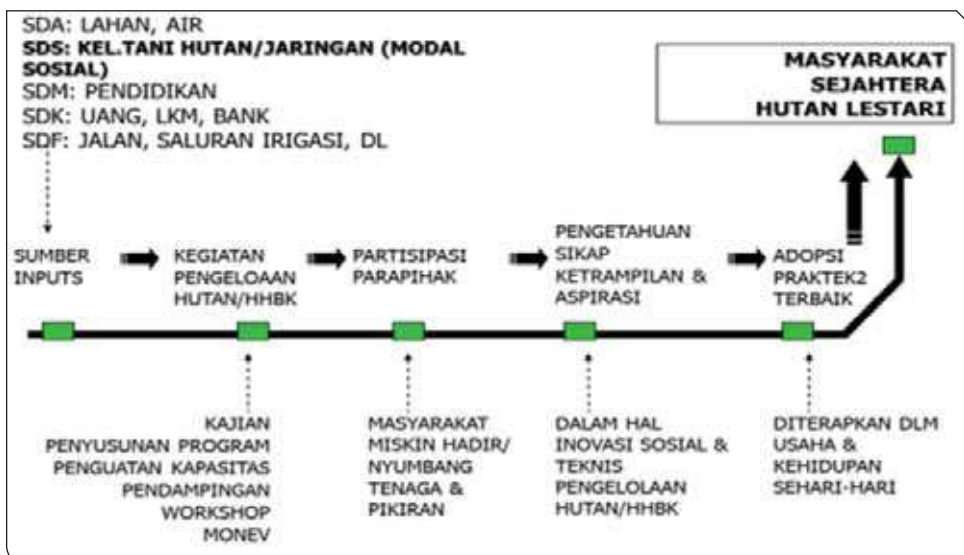 SDA: LAHAN, AIR
SDS: KEL.TANI HUTAN/JARINGAN (MODAL
SOSIAL)
SDM: PENDIDIKAN
SDK: UANG, LKM, BANK
SDF: JALAN, SALURAN IRIGASI, DL
MASYARAKAT
SEJAHTERA
HUTAN LESTARI
SUMBER
INPUTS
KEGIATAN
PENGELOAAN
HUTAN/HHBK
PARTISIPASI
PARAPIHAK
PENGETAHUAN
SIKAP
KETRAMPILAN &
ASPIRASI
ADOPSI
PRAKTEK2
TERBAIK
KAJIAN
PENYUSUNAN PROGRAM
PENGUATAN KAPASITAS
PENDAMPINGAN
WORKSHOP
MONEV
MASYARAKAT
MISKIN HADIR/
NYUMBANG
TENAGA &
PIKIRAN
DALAM HAL
INOVASI SOSIAL &
TEKNIS
PENGELOLAAN
HUTAN/HHBK
DITERAPKAN DLM
USAHA &
KEHIDUPAN
SEHARI-HARI